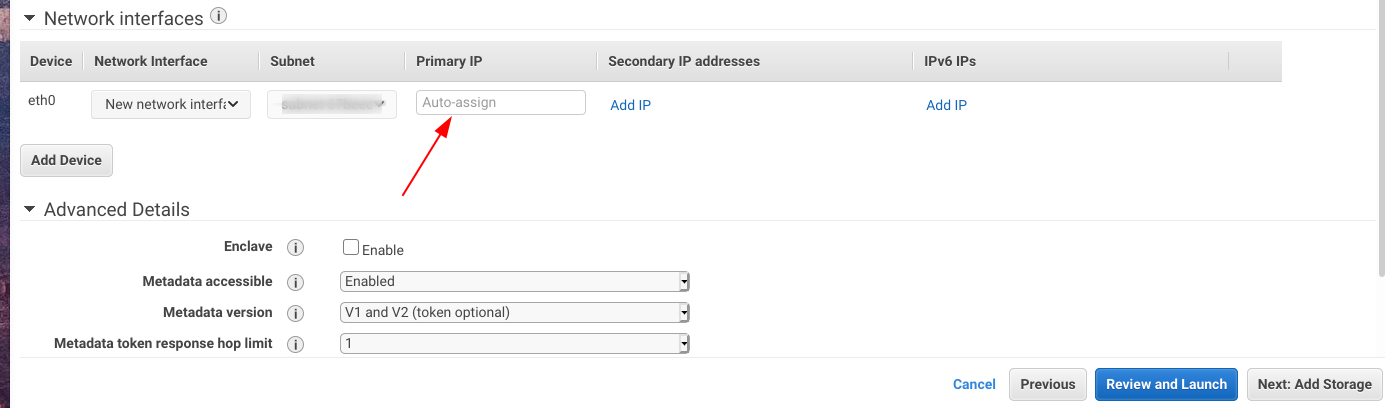 Network interfaces i
Device Network Interface Subnet Primary IP Secondary IP addresses IPv6 IPs
eth0 New network interfa Auto-assign Add IP Add IP
Add Device
Advanced Details
Enclave i Enable
Metadata accessible i Enabled
Metadata version i V1 and V2 (token optional)
Metadata token response hop limit i 1
Cancel Previous Review and Launch Next: Add Storage